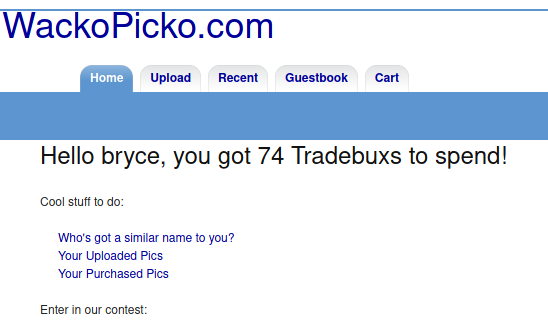 WackoPicko.com
Home Upload Recent Guestbook Cart
Hello bryce, you got 74 Tradebuxs to spend!
Cool stuff to do:
Who's got a similar name to you?
Your Uploaded Pics
Your Purchased Pics
Enter in our contest: